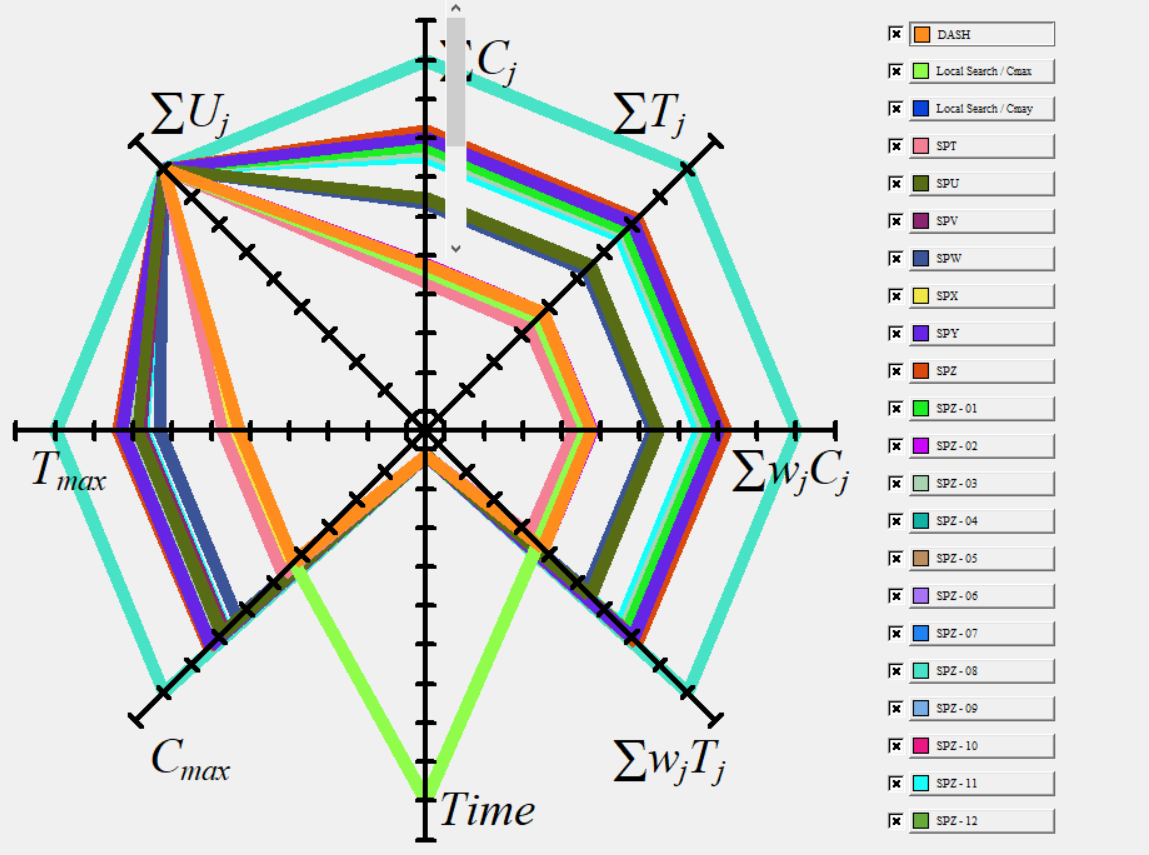 ∑Cj
∑Tj
∑wjCj
∑wjTj
Time
Cmax
Tmax
∑Uj
DASH
Local Search / Cmax
Local Search / Cmay
SPT
SPU
SPV
SPW
SPX
SPY
SPZ
SPZ - 01
SPZ - 02
SPZ - 03
SPZ - 04
SPZ - 05
SPZ - 06
SPZ - 07
SPZ - 08
SPZ - 09
SPZ - 10
SPZ - 11
SPZ - 12